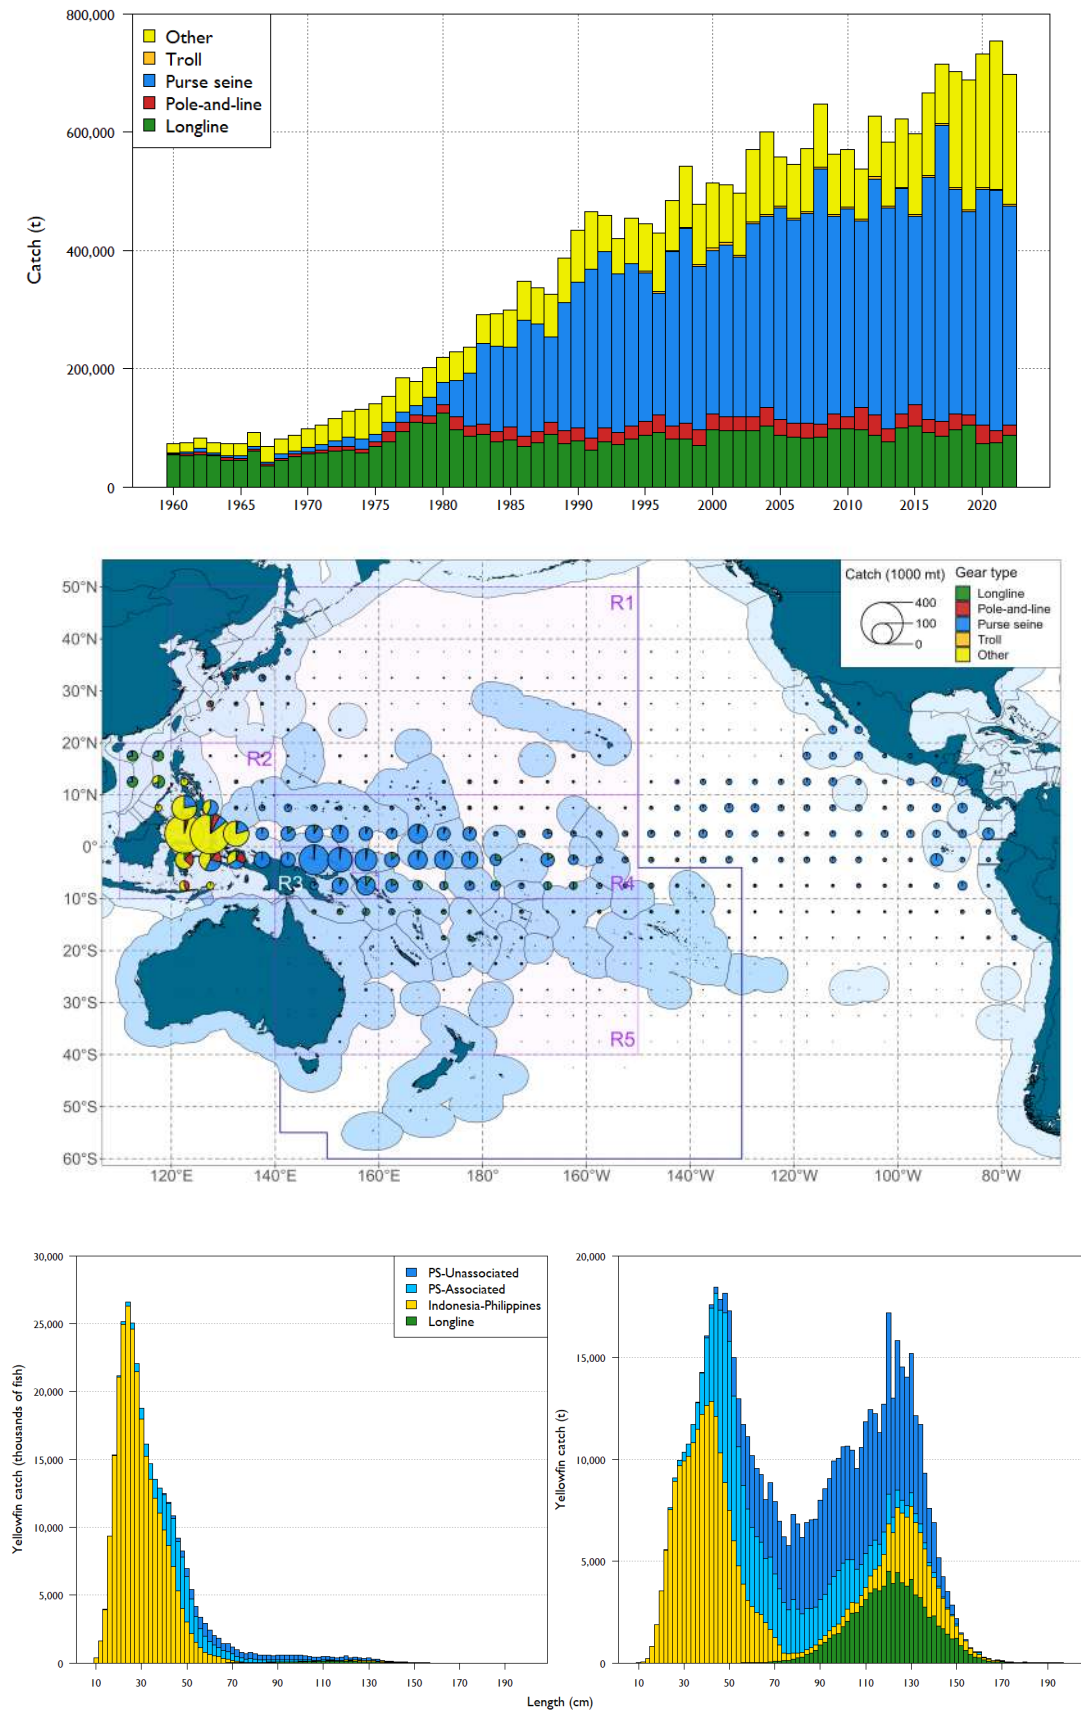 800,000
600,000
400,000
200,000
0
Catch (t)
Other
Troll
Purse seine
Pole-and-line
Longline
1960 1965 1970 1975 1980 1985 1990 1995 2000 2005 2010 2015 2020
50°N
40°N
30°N
20°N
10°N
0°
10°S
20°S
30°S
40°S
50°S
60°S
R1
R2
R3
R4
R5
Catch (1000 mt) Gear type
400
100
0
Longline
Pole-and-line
Purse seine
Troll
Other
120°E 140°E 160°E 180° 160°W 140°W 120°W 100°W 80°W
30,000
25,000
20,000
15,000
10,000
5,000
0
Yellowfin catch (thousands of fish)
PS-Unassociated
PS-Associated
Indonesia-Philippines
Longline
10 30 50 70 90 110 130 150 170 190
20,000
15,000
10,000
5,000
0
Yellowfin catch (t)
10 30 50 70 90 110 130 150 170 190
Length (cm)